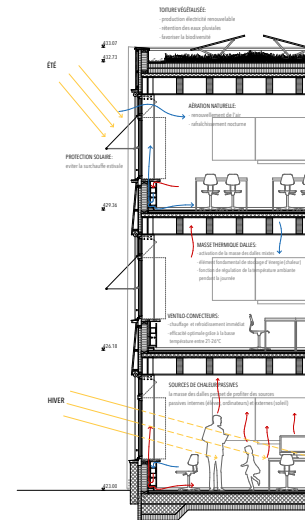 TOITURE VÉGÉTALISÉE:
- production électricité renouvelable
- rétention des eaux pluviales
- favoriser la biodiversité
433.07
432.73
ÉTÉ
AÉRATION NATURELLE:
- renouvellement de l'air
- rafraîchissement nocturne
PROTECTION SOLAIRE:
eviter la surchauffe estivale
429.36
MASSE THERMIQUE DALLES:
- activation de la masse des dalles mixtes
- élément fondamental de stockage d'énergie (chaleur)
- fonction de régulation de la température ambiante
pendant la journée
VENTILO-CONVECTEURS:
- chauffage et refroidissement immédiat
- efficacité optimale grâce à la basse
température entre 21-26°C
426.18
SOURCES DE CHALEUR PASSIVES
la masse des dalles permet de profiter des sources
passives internes (élèves, ordinateurs) et externes (soleil)
HIVER
423.00